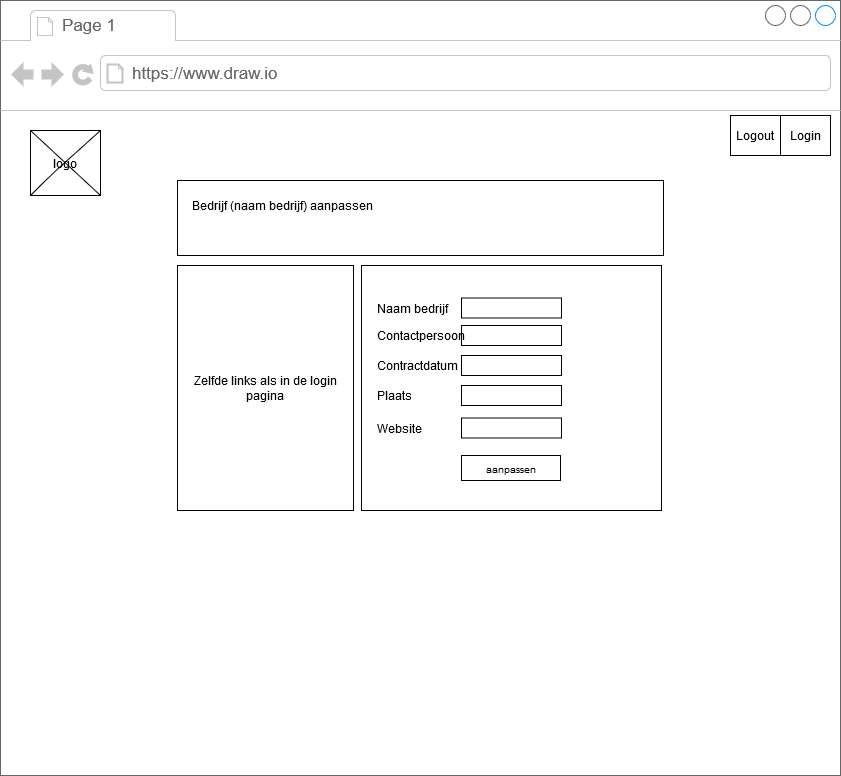 Page 1
https://www.draw.io
Logout
Login
logo
Bedrijf (naam bedrijf) aanpassen
Zelfde links als in de login
pagina
Naam bedrijf
Contactpersoon
Contractdatum
Plaats
Website
aanpassen